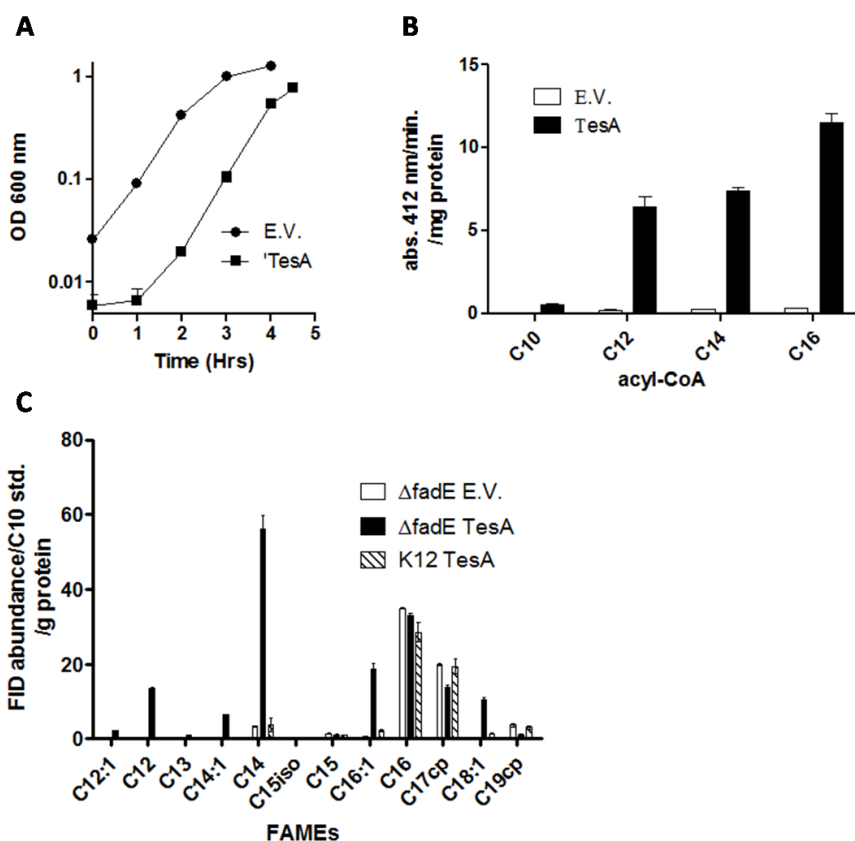 A
OD 600 nm
1
0.1
0.01
E.V.
'TesA
0 1 2 3 4 5
Time (Hrs)
B
abs. 412 nm/min.
/mg protein
15
10
5
0
E.V.
TesA
C10 C12 C14 C16
acyl-CoA
C
FID abundance/C10 std.
/g protein
80
60
40
20
0
ΔfadE E.V.
ΔfadE TesA
K12 TesA
C12:1 C12 C13 C14:1 C14 C15iso C15 C16:1 C16 C17cp C18:1 C19cp
FAMEs